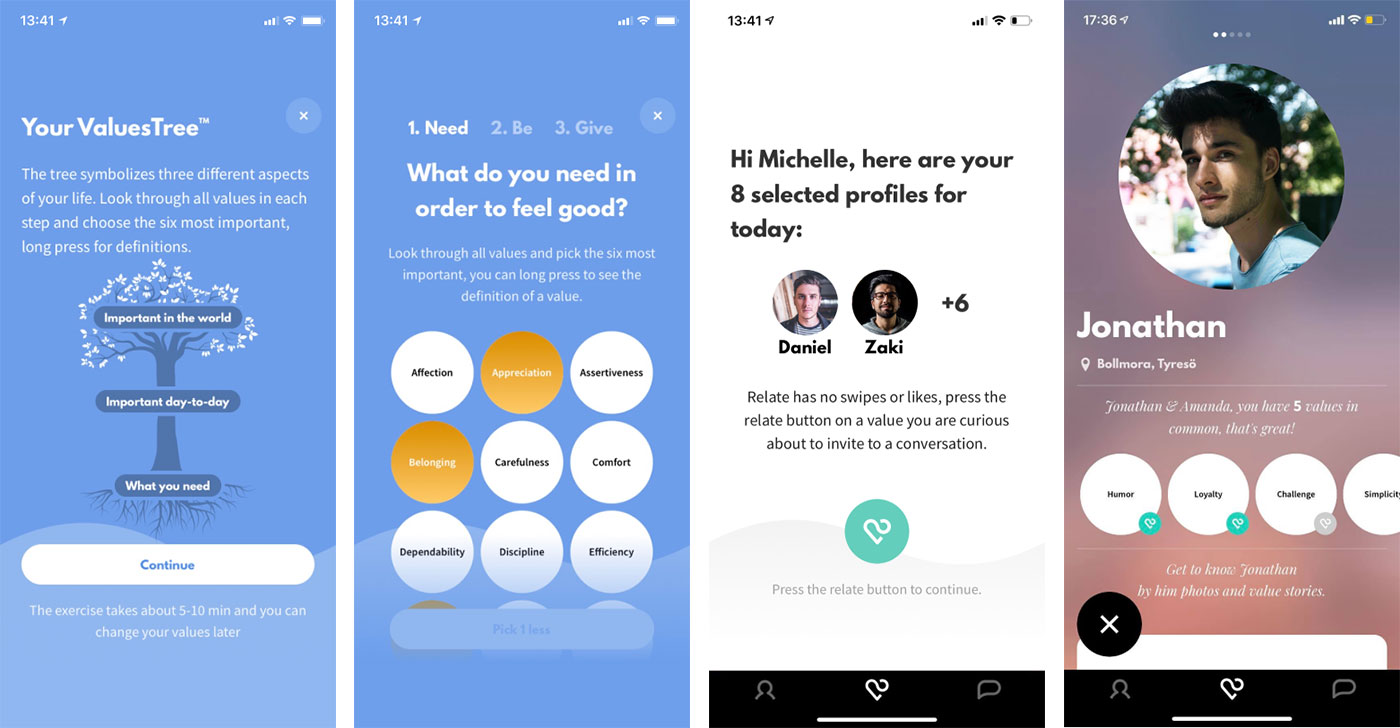 13:41
Your ValuesTree™
The tree symbolizes three different aspects
of your life. Look through all values in each
step and choose the six most important,
long press for definitions.
Important in the world
Important day-to-day
What you need
Continue
The exercise takes about 5-10 min and you can
change your values later
13:41
1. Need 2. Be 3. Give
What do you need in
order to feel good?
Look through all values and pick the six most
important, you can long press to see the
definition of a value.
Affection Appreciation Assertiveness
Belonging Carefulness Comfort
Dependability Discipline Efficiency
Pick 1 less
13:41
Hi Michelle, here are your
8 selected profiles for
today:
+6
Daniel Zaki
Relate has no swipes or likes, press the
relate button on a value you are curious
about to invite to a conversation.
Press the relate button to continue.
17:36
Jonathan
Bollmora, Tyresö
Jonathan & Amanda, you have 5 values in
common, that's great!
Humor Loyalty Challenge Simplicit
Get to know Jonathan
by him photos and value stories.